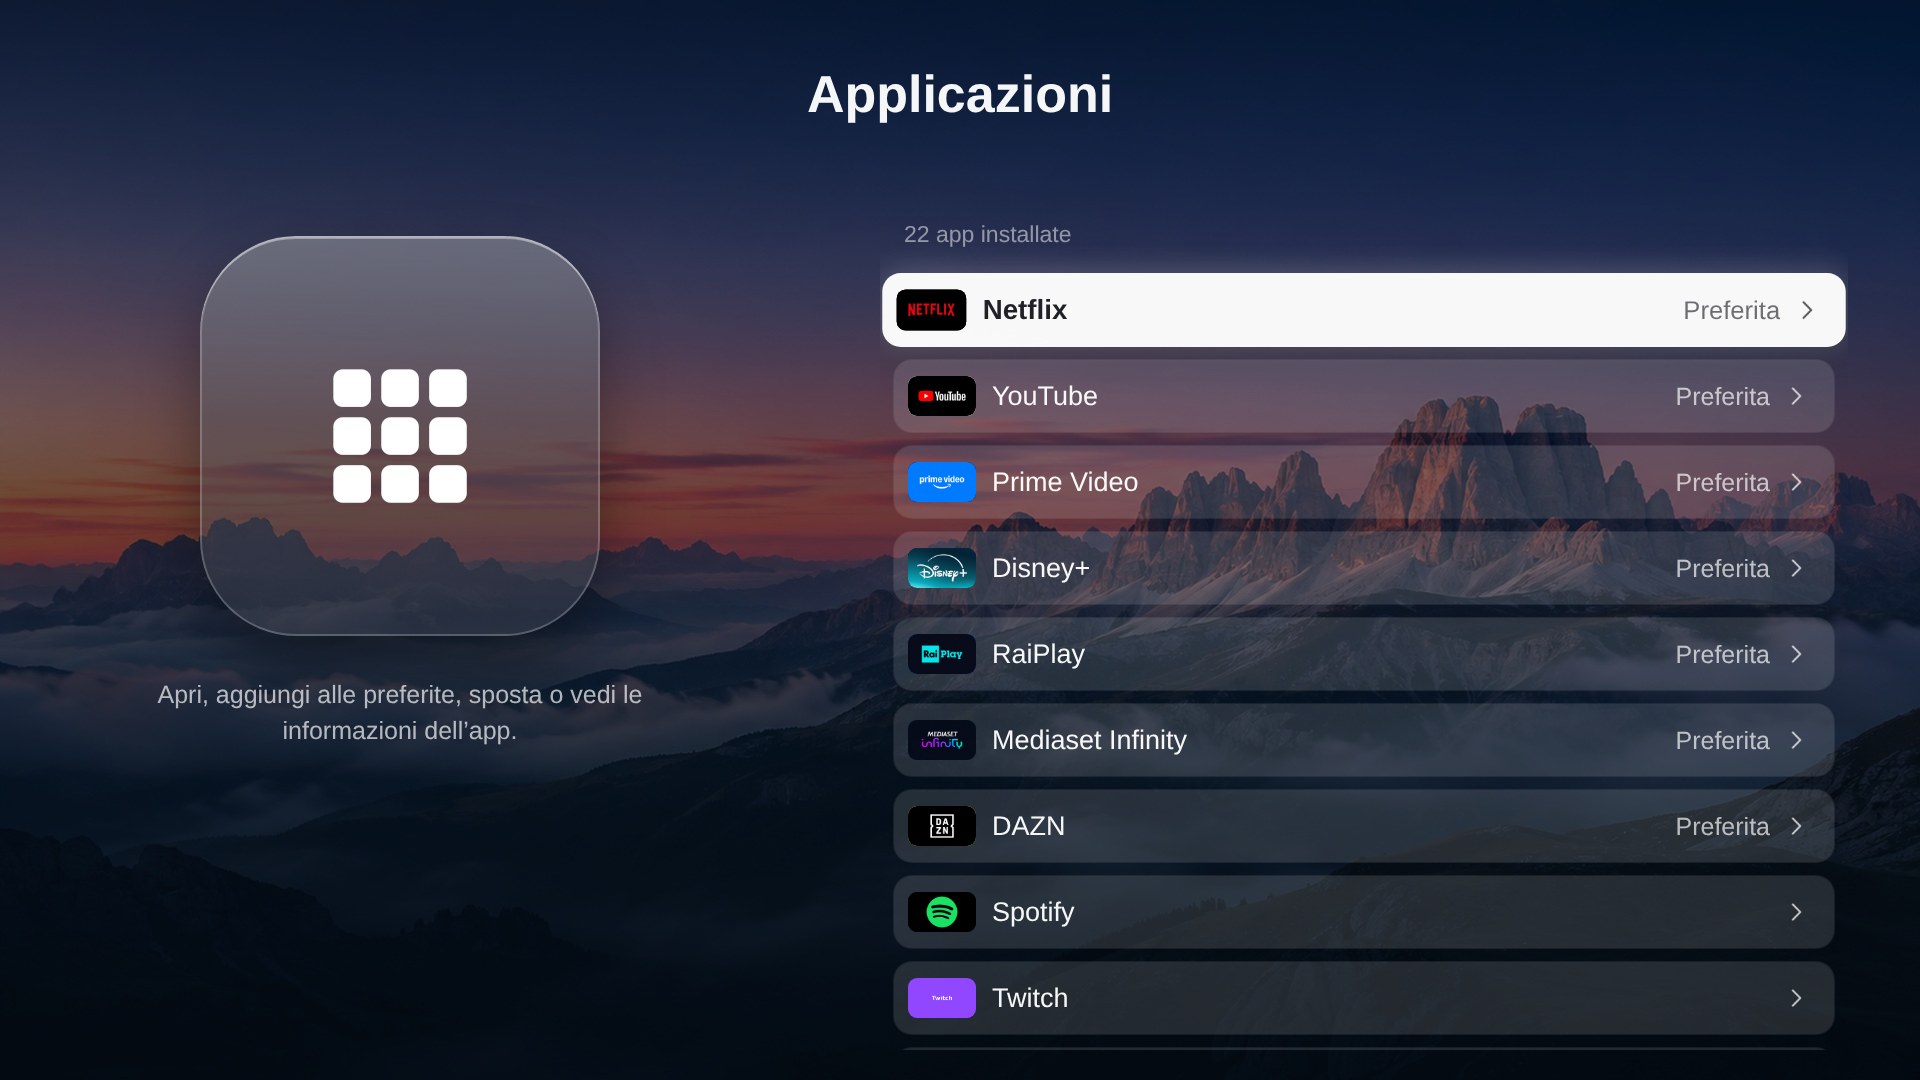 Applicazioni
22 app installate
NETFLIX Netflix Preferita
YouTube YouTube Preferita
prime video Prime Video Preferita
Disney+ Disney+ Preferita
Rai Play RaiPlay Preferita
MEDIASET infinity Mediaset Infinity Preferita
DA ZN DAZN Preferita
Spotify
Twitch Twitch
Apri, aggiungi alle preferite, sposta o vedi le
informazioni dell’app.